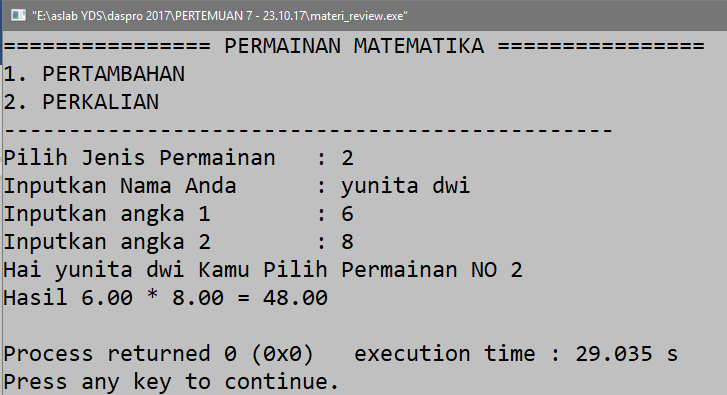 "E:\aslab YDS\daspro 2017\PERTEMUAN 7 - 23.10.17\materi_review.exe"
================ PERMAINAN MATEMATIKA ================
1. PERTAMBAHAN
2. PERKALIAN
-----------------------------------------------
Pilih Jenis Permainan   : 2
Inputkan Nama Anda      : yunita dwi
Inputkan angka 1        : 6
Inputkan angka 2        : 8
Hai yunita dwi Kamu Pilih Permainan NO 2
Hasil 6.00 * 8.00 = 48.00
Process returned 0 (0x0)   execution time : 29.035 s
Press any key to continue.